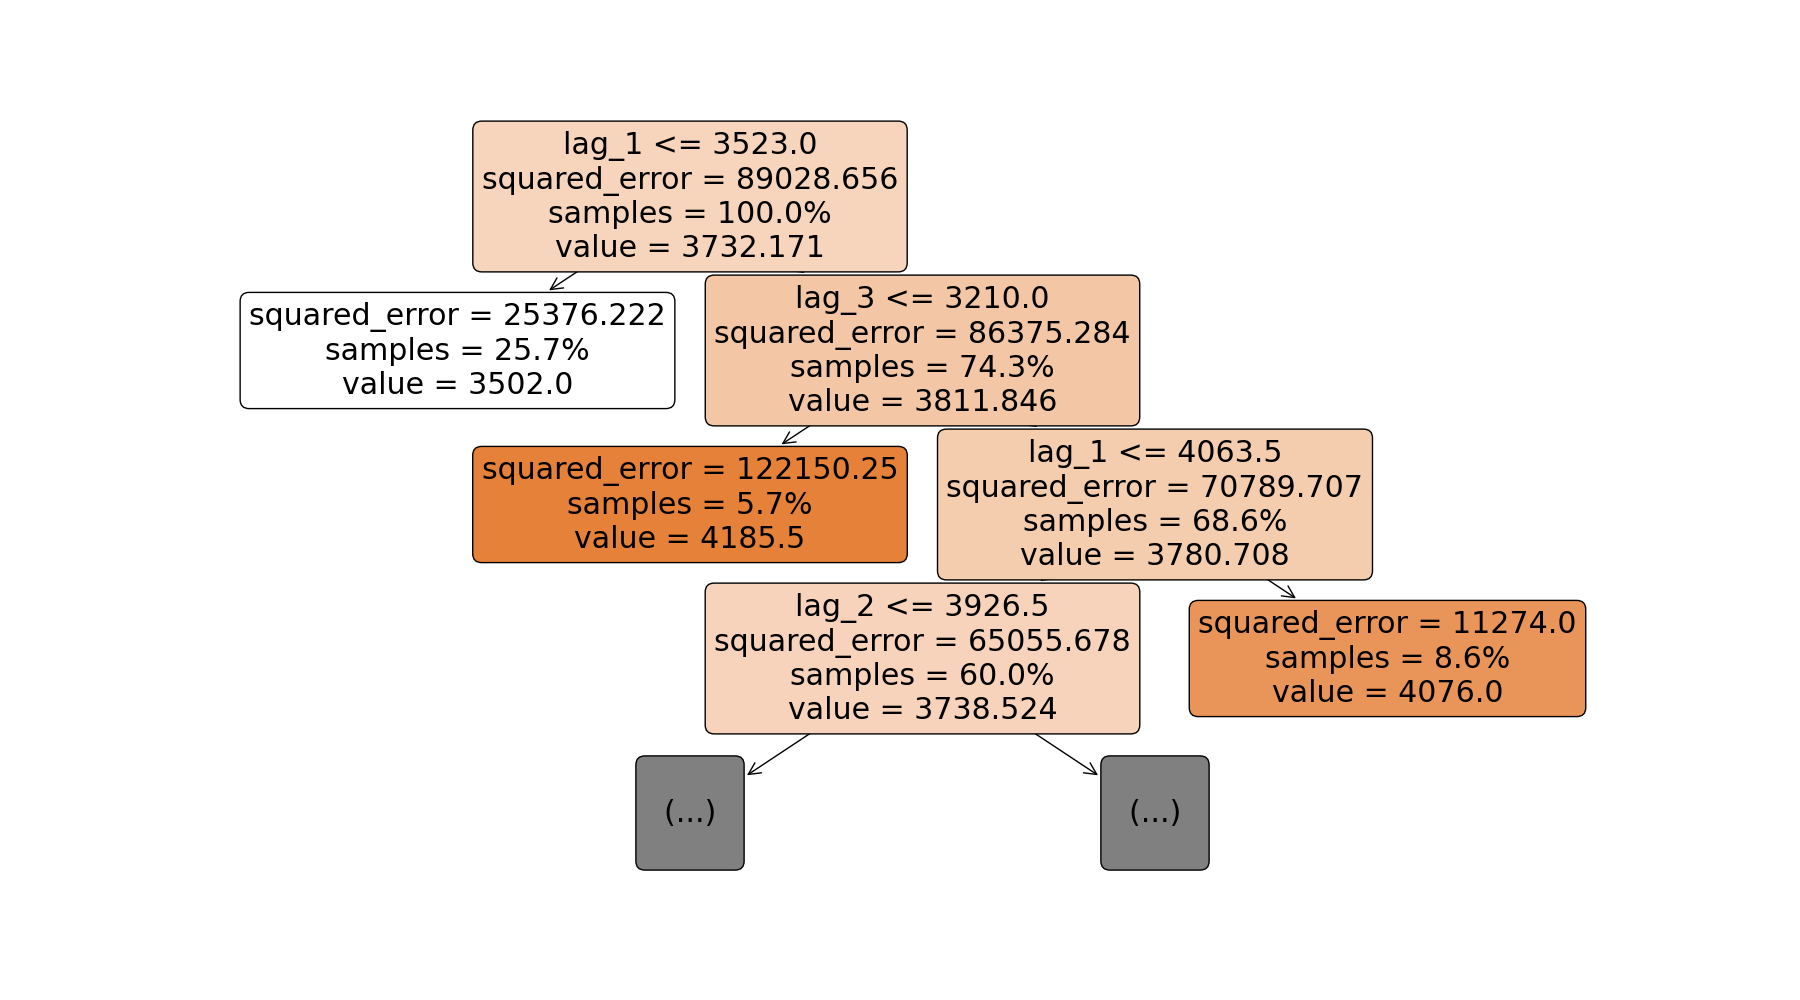 lag_1 <= 3523.0
squared_error = 89028.656
samples = 100.0%
value = 3732.171
squared_error = 25376.222
samples = 25.7%
value = 3502.0
lag_3 <= 3210.0
squared_error = 86375.284
samples = 74.3%
value = 3811.846
squared_error = 122150.25
samples = 5.7%
value = 4185.5
lag_1 <= 4063.5
squared_error = 70789.707
samples = 68.6%
value = 3780.708
lag_2 <= 3926.5
squared_error = 65055.678
samples = 60.0%
value = 3738.524
squared_error = 11274.0
samples = 8.6%
value = 4076.0
(...)
(...)